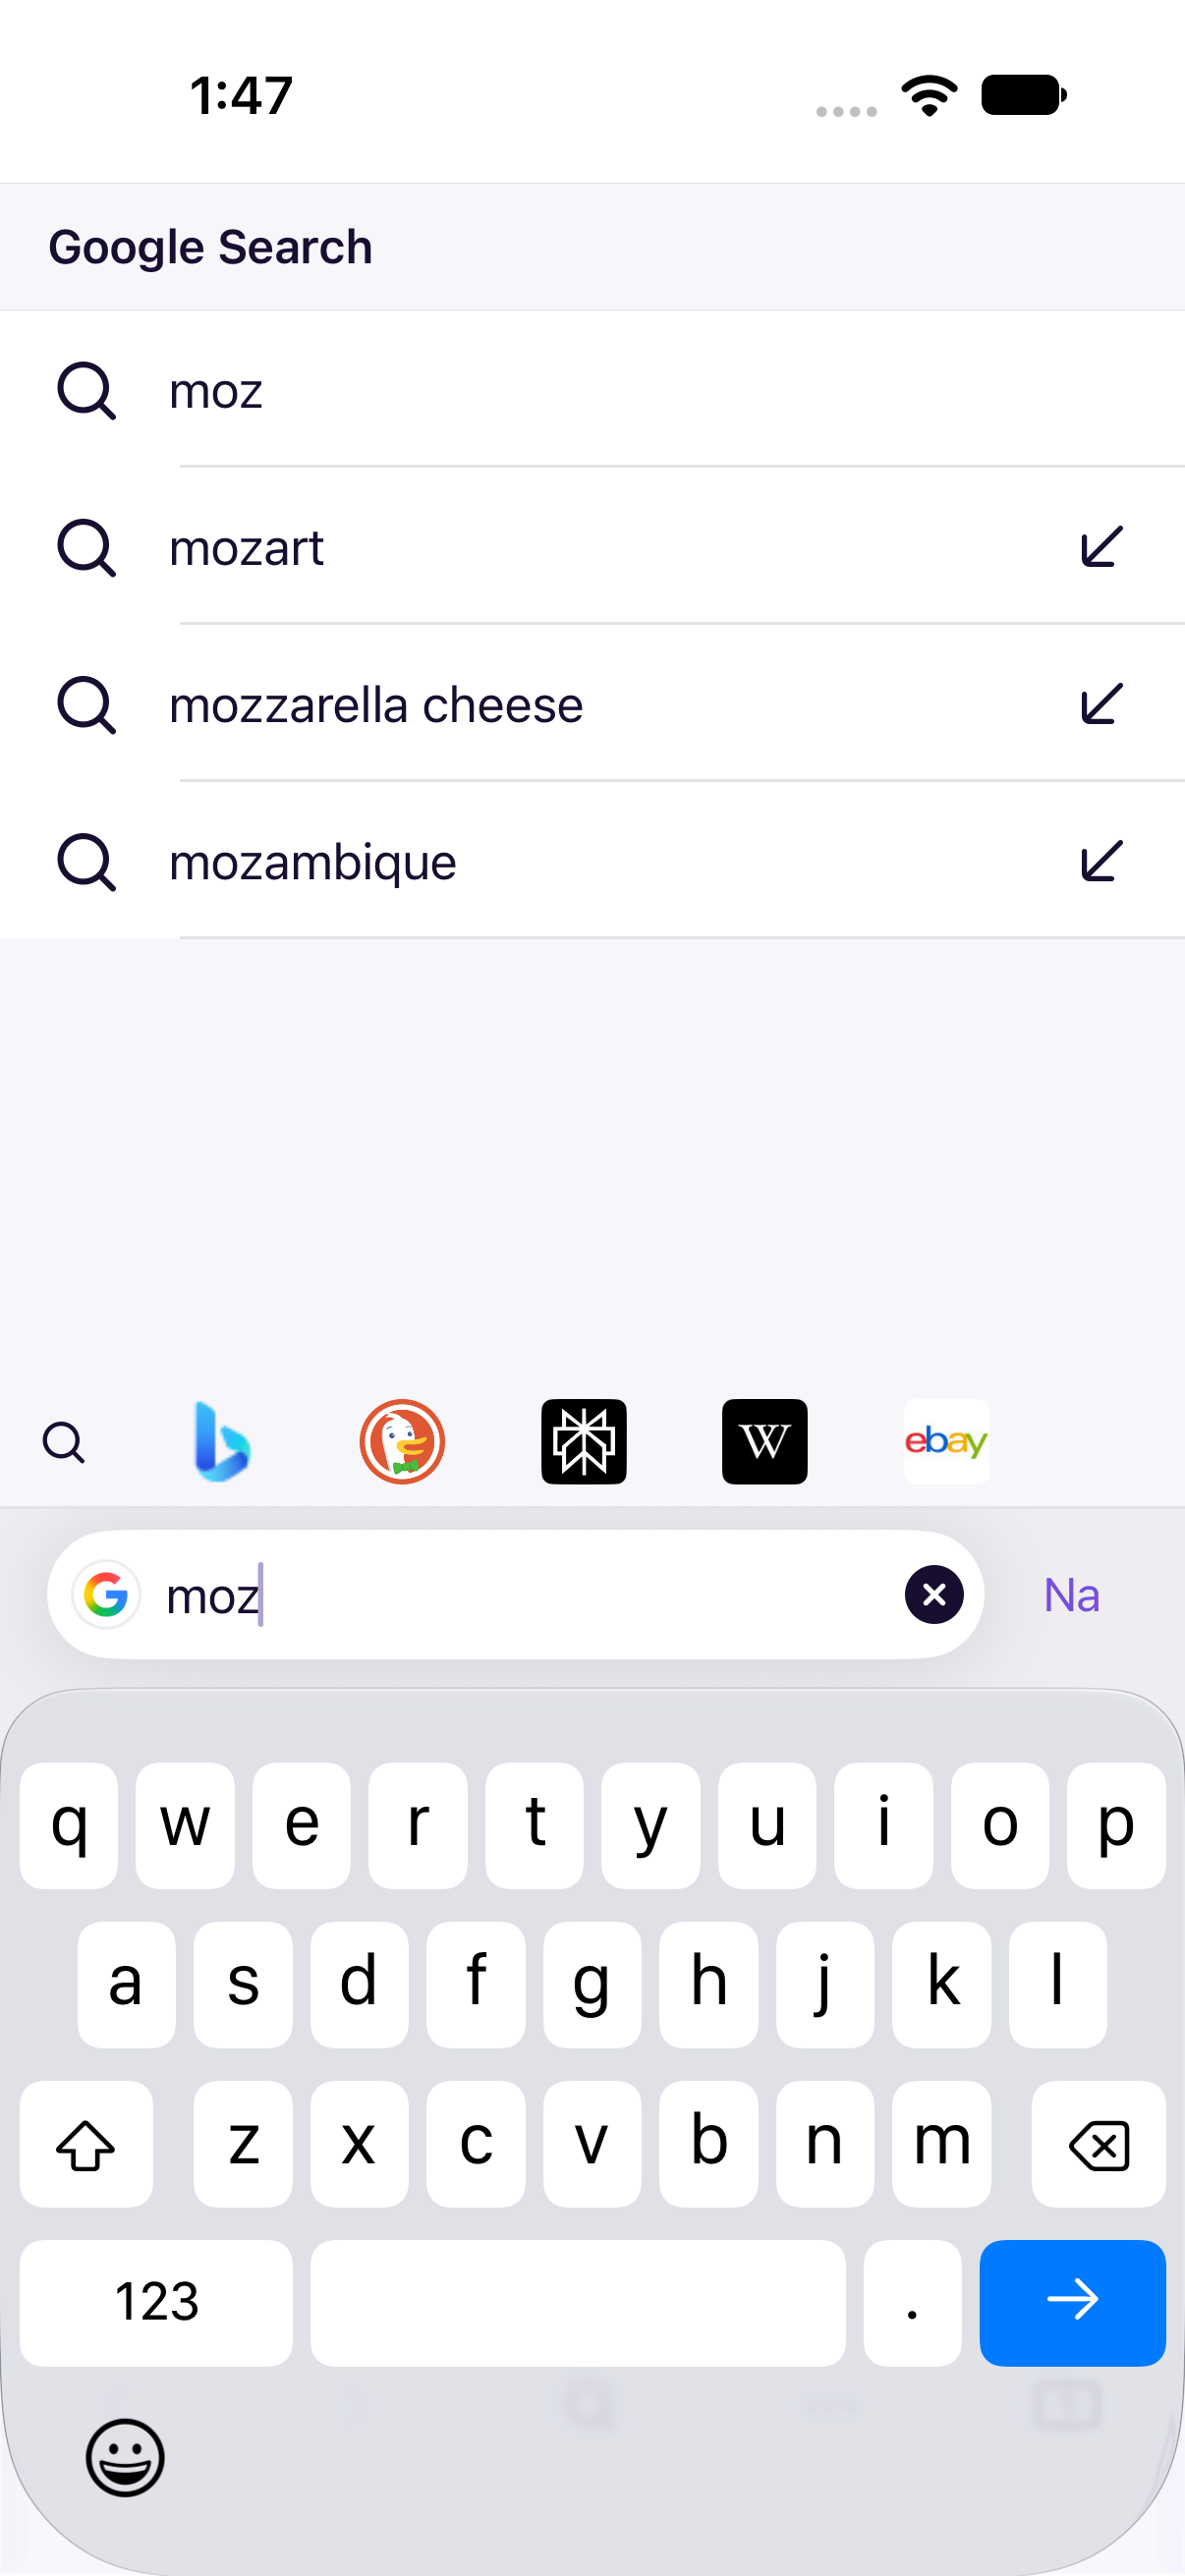 1:47
Google Search
moz
mozart
mozzarella cheese
mozambique
W
ebay
moz
Na
q w e r t y u i o p
a s d f g h j k l
z x c v b n m
123 .